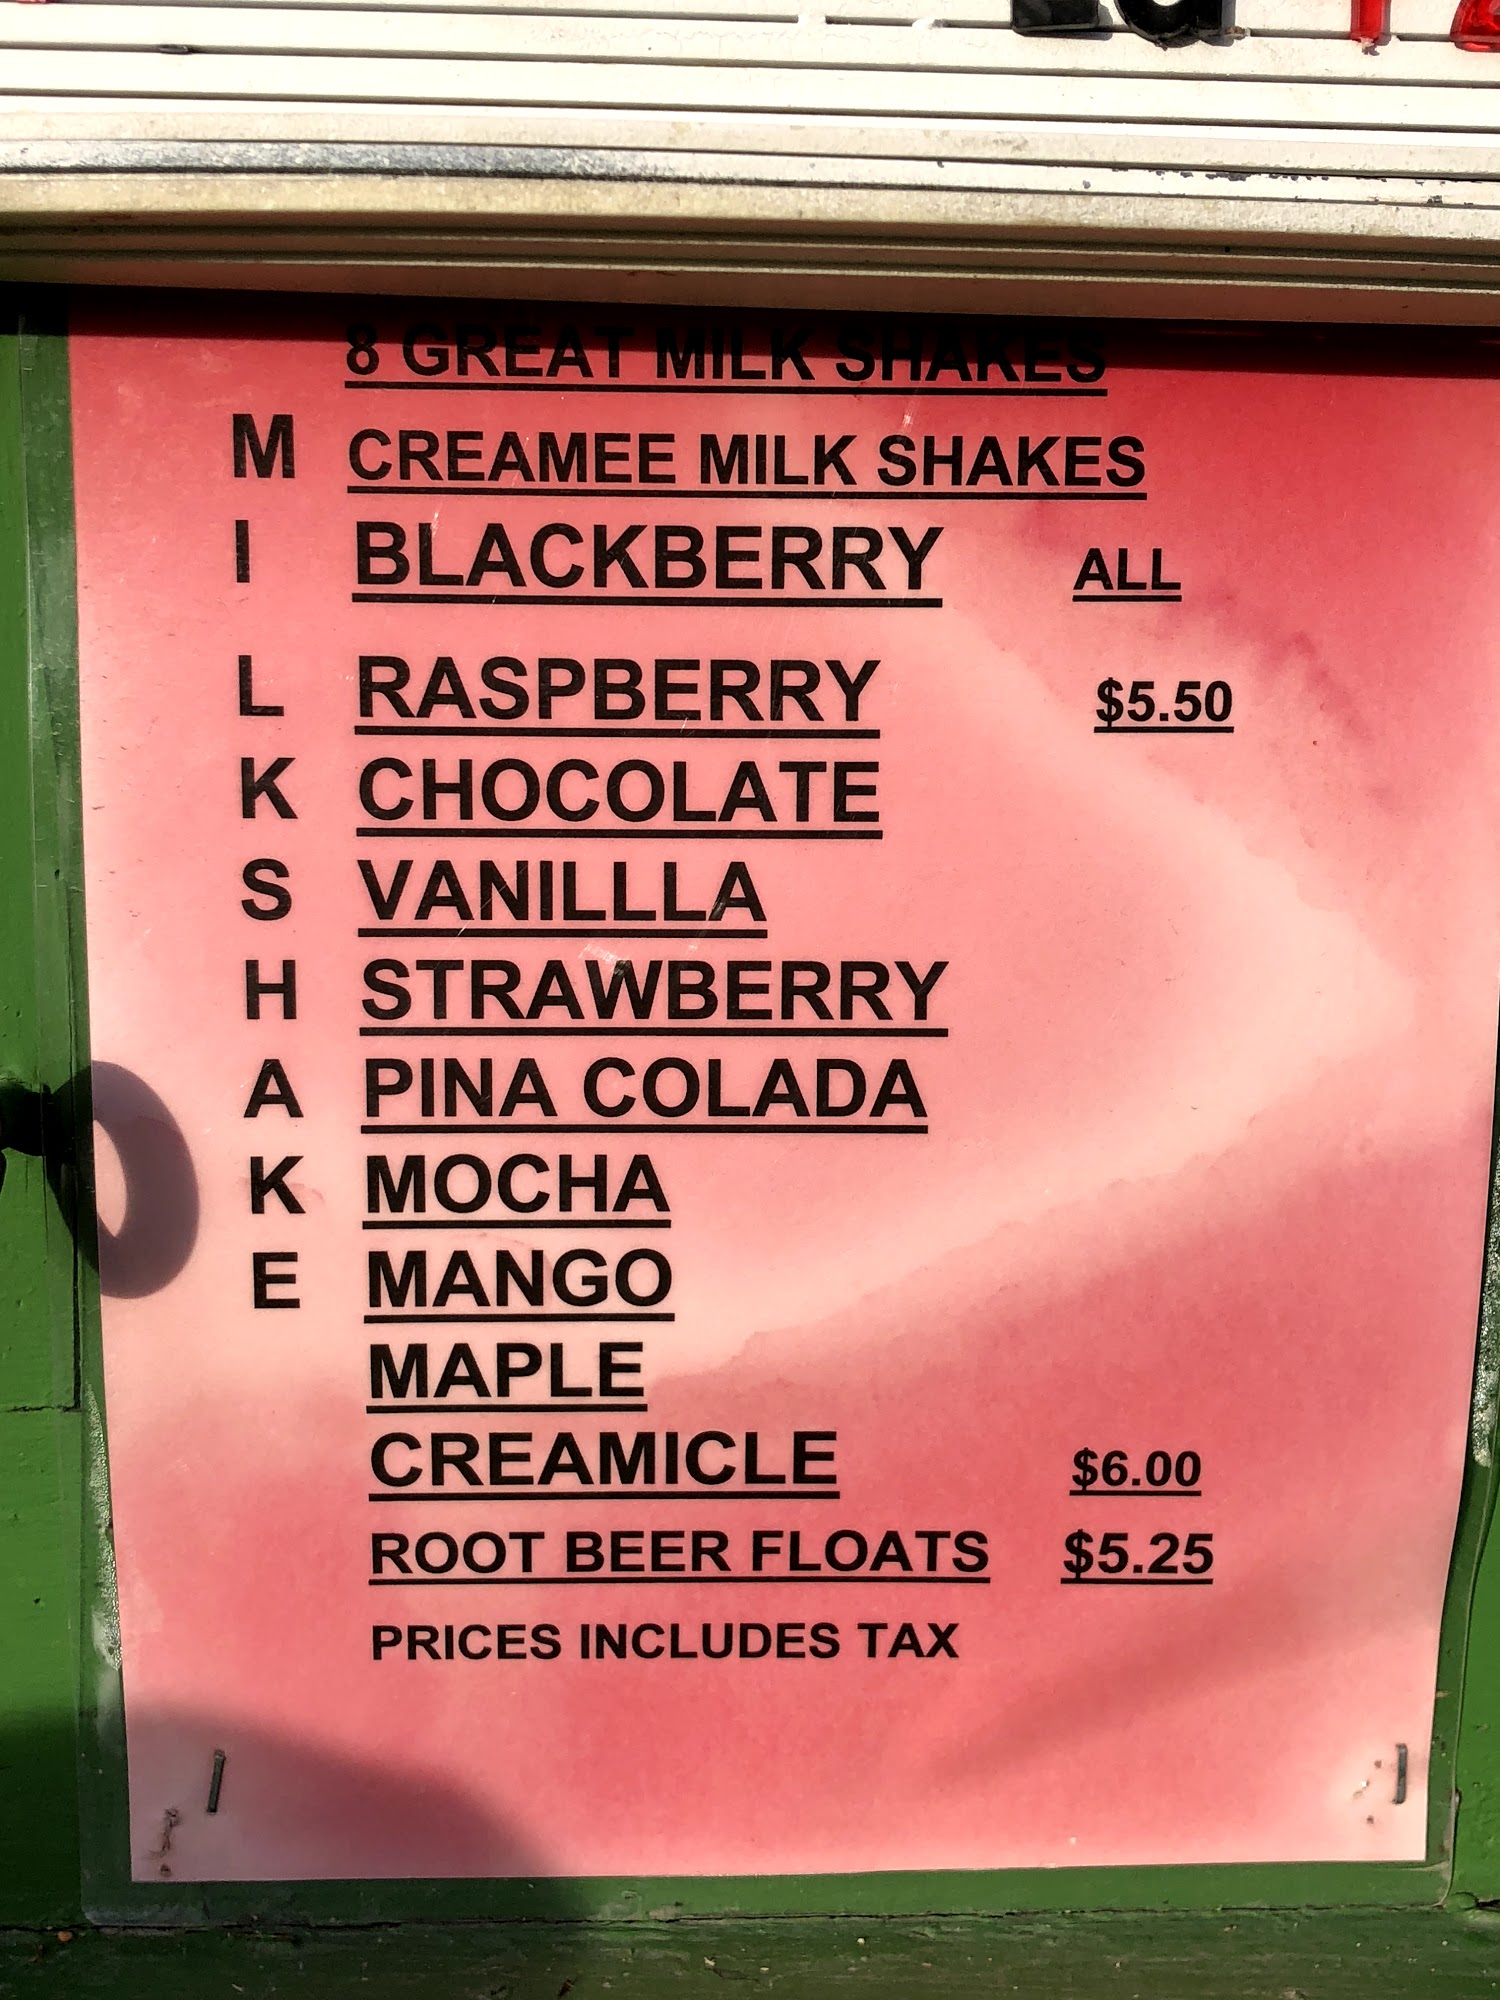 8 GREAT MILK SHAKES
M CREAMEE MILK SHAKES
I BLACKBERRY ALL
L RASPBERRY $5.50
K CHOCOLATE
S VANILLLA
H STRAWBERRY
A PINA COLADA
K MOCHA
E MANGO
MAPLE
CREAMICLE $6.00
ROOT BEER FLOATS $5.25
PRICES INCLUDES TAX